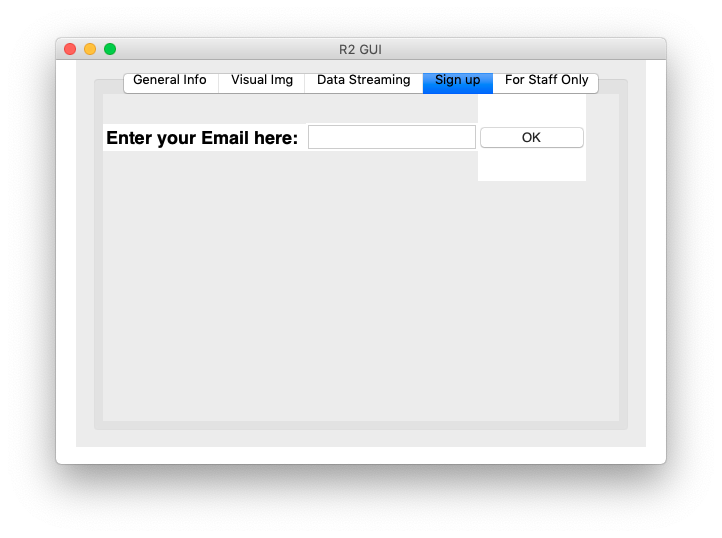 R2 GUI
General Info Visual Img Data Streaming Sign up For Staff Only
Enter your Email here: OK